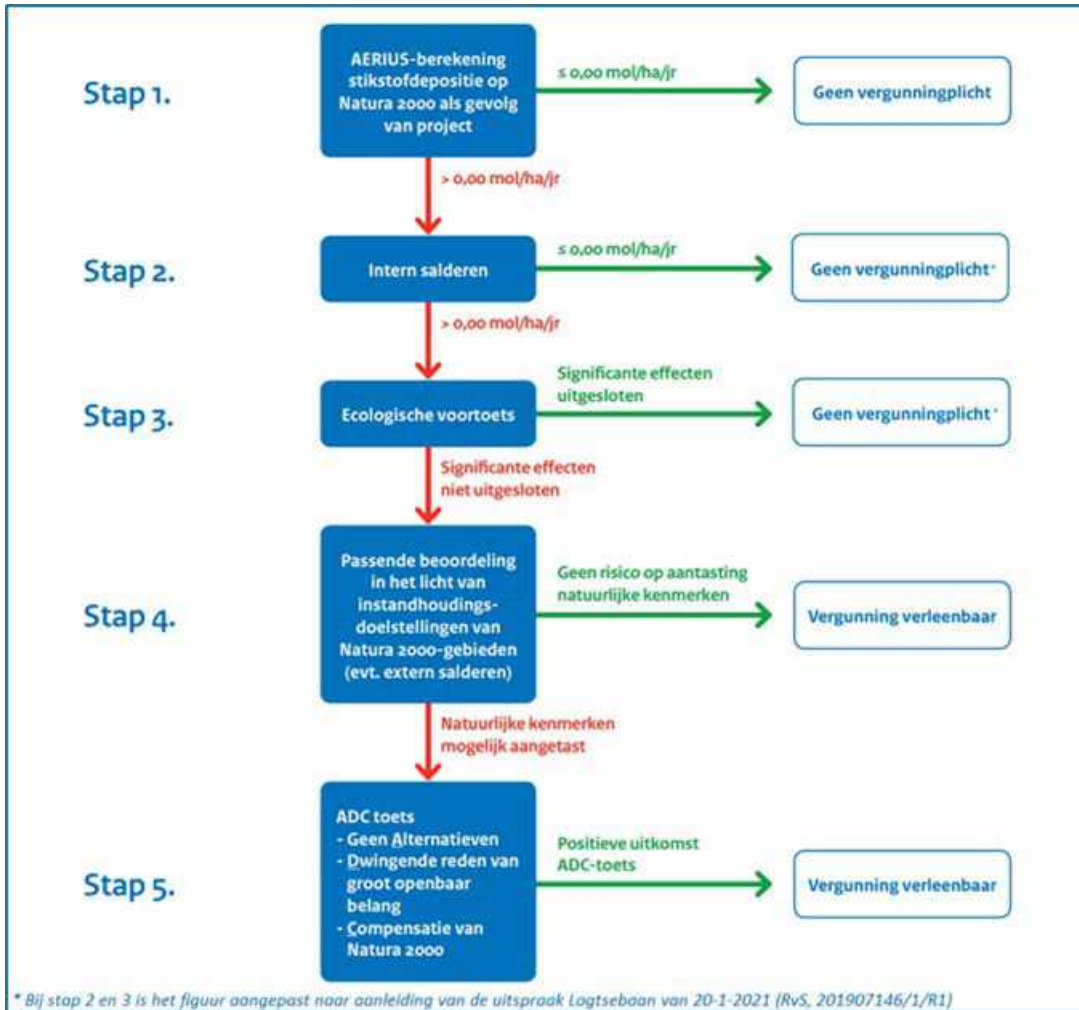 Stap 1.
AERIUS-berekening
stikstofdepositie op
Natura 2000 als gevolg
van project
≤ 0,00 mol/ha/jr
Geen vergunningplicht
> 0,00 mol/ha/jr
Stap 2.
Intern salderen
≤ 0,00 mol/ha/jr
Geen vergunningplicht*
> 0,00 mol/ha/jr
Stap 3.
Ecologische voortoets
Significante effecten
uitgesloten
Geen vergunningplicht*
Significante effecten
niet uitgesloten
Stap 4.
Passende beoordeling
in het licht van
instandhoudings-
doelstellingen van
Natura 2000-gebieden
(evt. extern salderen)
Geen risico op aantasting
natuurlijke kenmerken
Vergunning verleenbaar
Natuurlijke kenmerken
mogelijk aangetast
Stap 5.
ADC toets
- Geen Alternatieven
- Dwingende reden van
groot openbaar
belang
- Compensatie van
Natura 2000
Positieve uitkomst
ADC-toets
Vergunning verleenbaar
* Bij stap 2 en 3 is het figuur aangepast naar aanleiding van de uitspraak Logtsebaan van 20-1-2021 (RvS, 201907146/1/R1)